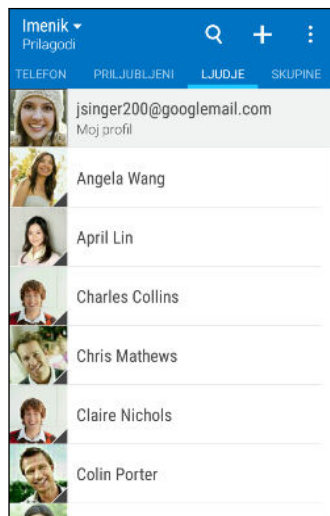 Imenik
Prilagodi
TELEFON PRILJUBLJENI LJUDJE SKUPINE
jsinger200@googlemail.com
Moj profil
Angela Wang
April Lin
Charles Collins
Chris Mathews
Claire Nichols
Colin Porter